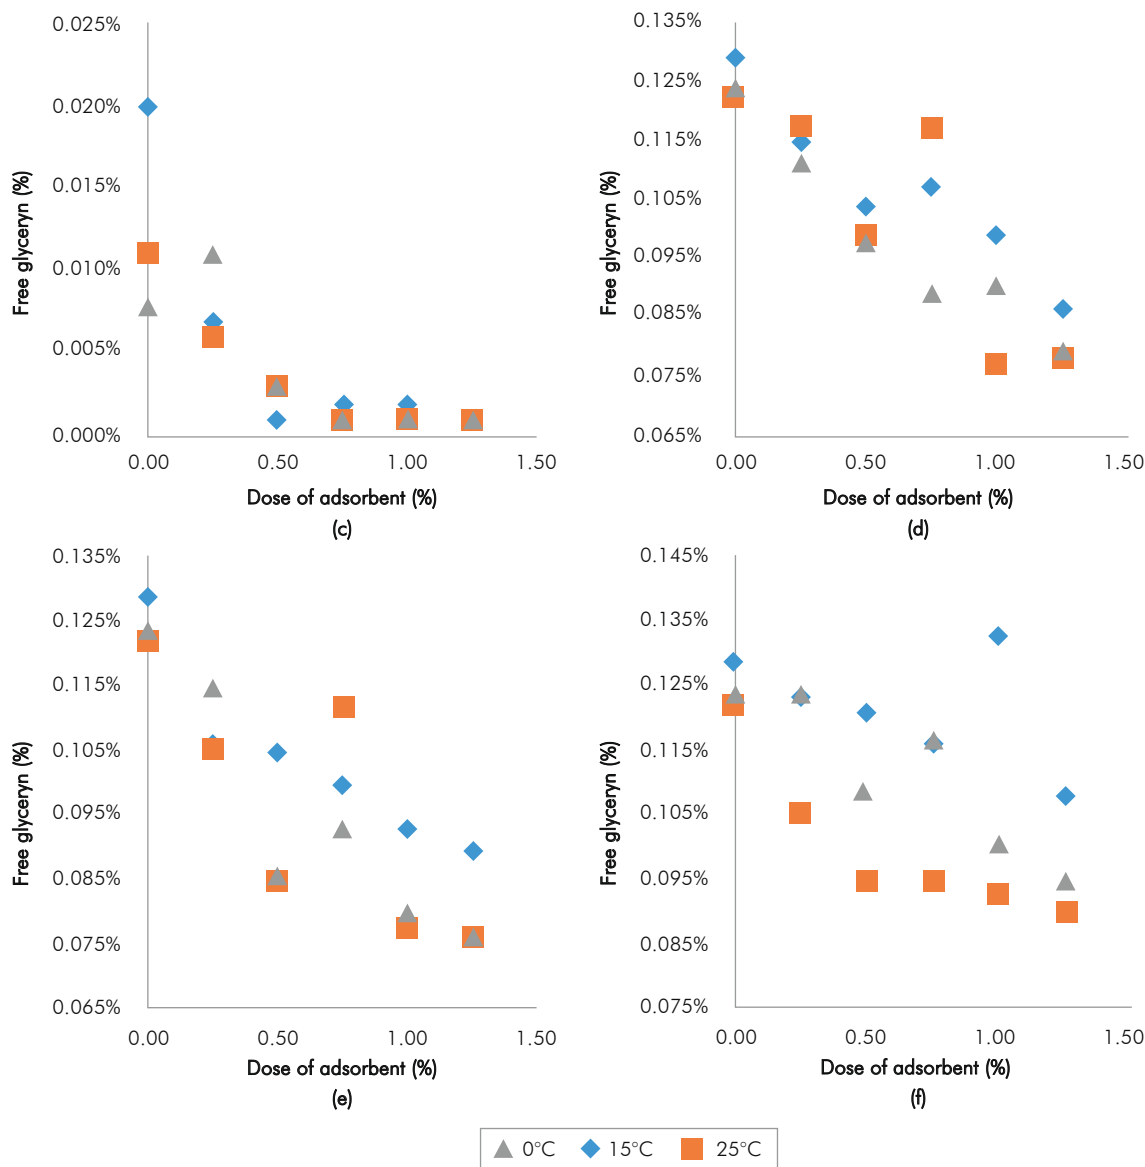 0.025%
0.020%
0.015%
0.010%
0.005%
0.000%
Free glyceryn (%)
0.00 0.50 1.00 1.50
Dose of adsorbent (%)
(c)
0.135%
0.125%
0.115%
0.105%
0.095%
0.085%
0.075%
0.065%
Free glyceryn (%)
0.00 0.50 1.00 1.50
Dose of adsorbent (%)
(d)
0.135%
0.125%
0.115%
0.105%
0.095%
0.085%
0.075%
0.065%
Free glyceryn (%)
0.00 0.50 1.00 1.50
Dose of adsorbent (%)
(e)
0.145%
0.135%
0.125%
0.115%
0.105%
0.095%
0.085%
0.075%
Free glyceryn (%)
0.00 0.50 1.00 1.50
Dose of adsorbent (%)
(f)
0°C 15°C 25°C